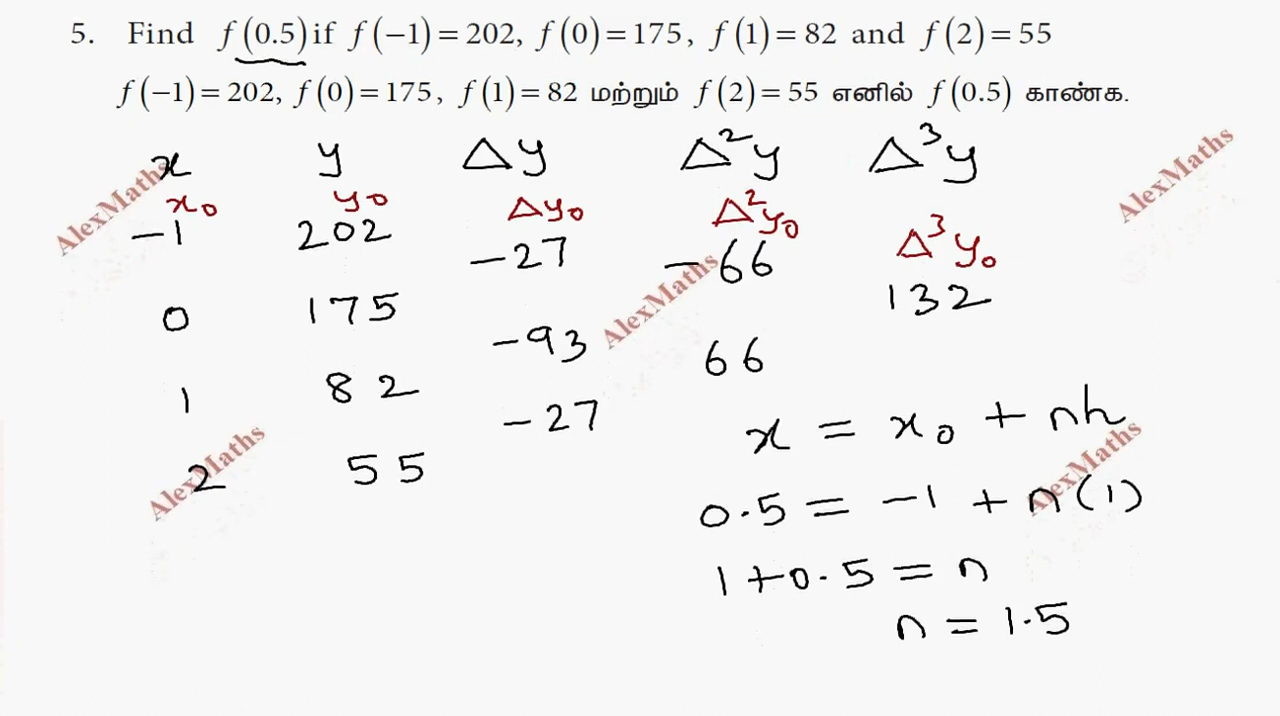 5. Find f(0.5) if f(−1) = 202, f(0) = 175, f(1) = 82 and f(2) = 55
f(−1) = 202, f(0) = 175, f(1) = 82 மற்றும் f(2) = 55 எனில் f(0.5) காண்க.
x y Δy Δ²y Δ³y
x₀ y₀ Δy₀ Δ²y₀ Δ³y₀
−1 202 −27 −66 132
0 175
−93 66
1 82
−27
2 55
x = x₀ + nh
0.5 = −1 + n(1)
1+0.5 = n
n = 1.5
AlexMaths
AlexMaths
AlexMaths
AlexMaths
AlexMaths